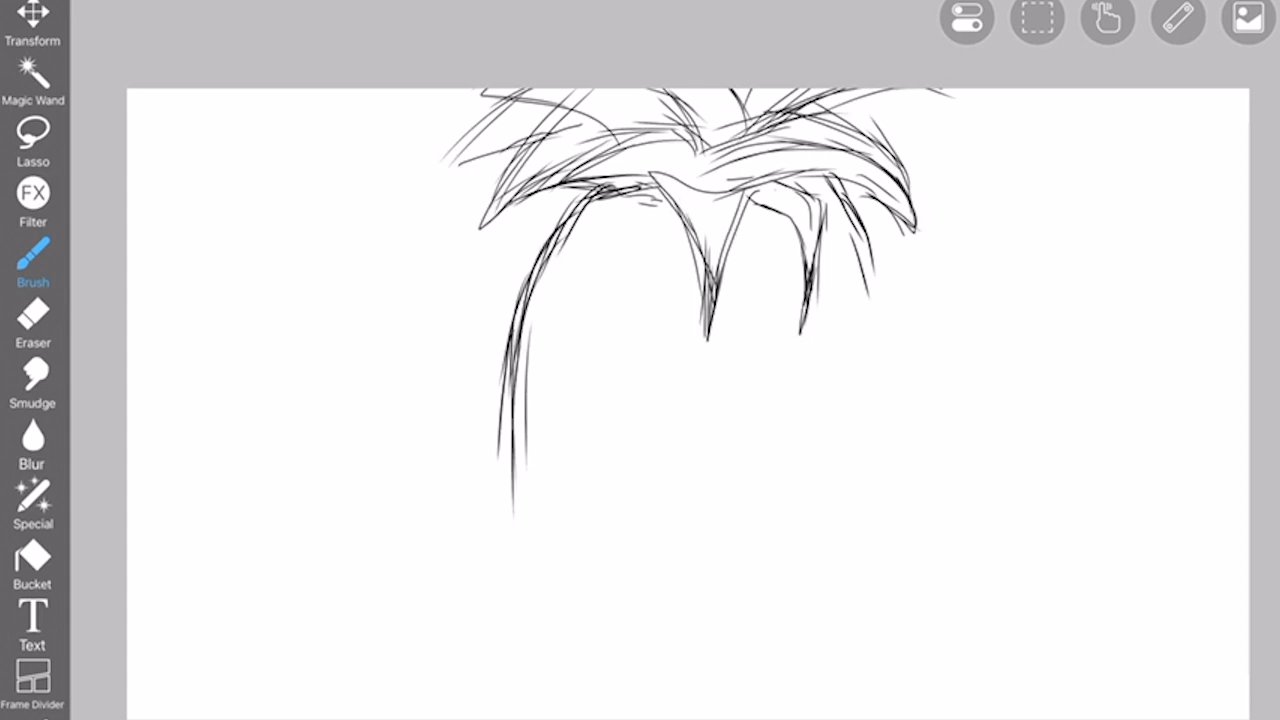 Transform
Magic Wand
Lasso
FX
Filter
Brush
Eraser
Smudge
Blur
Special
Bucket
T
Text
Frame Divider